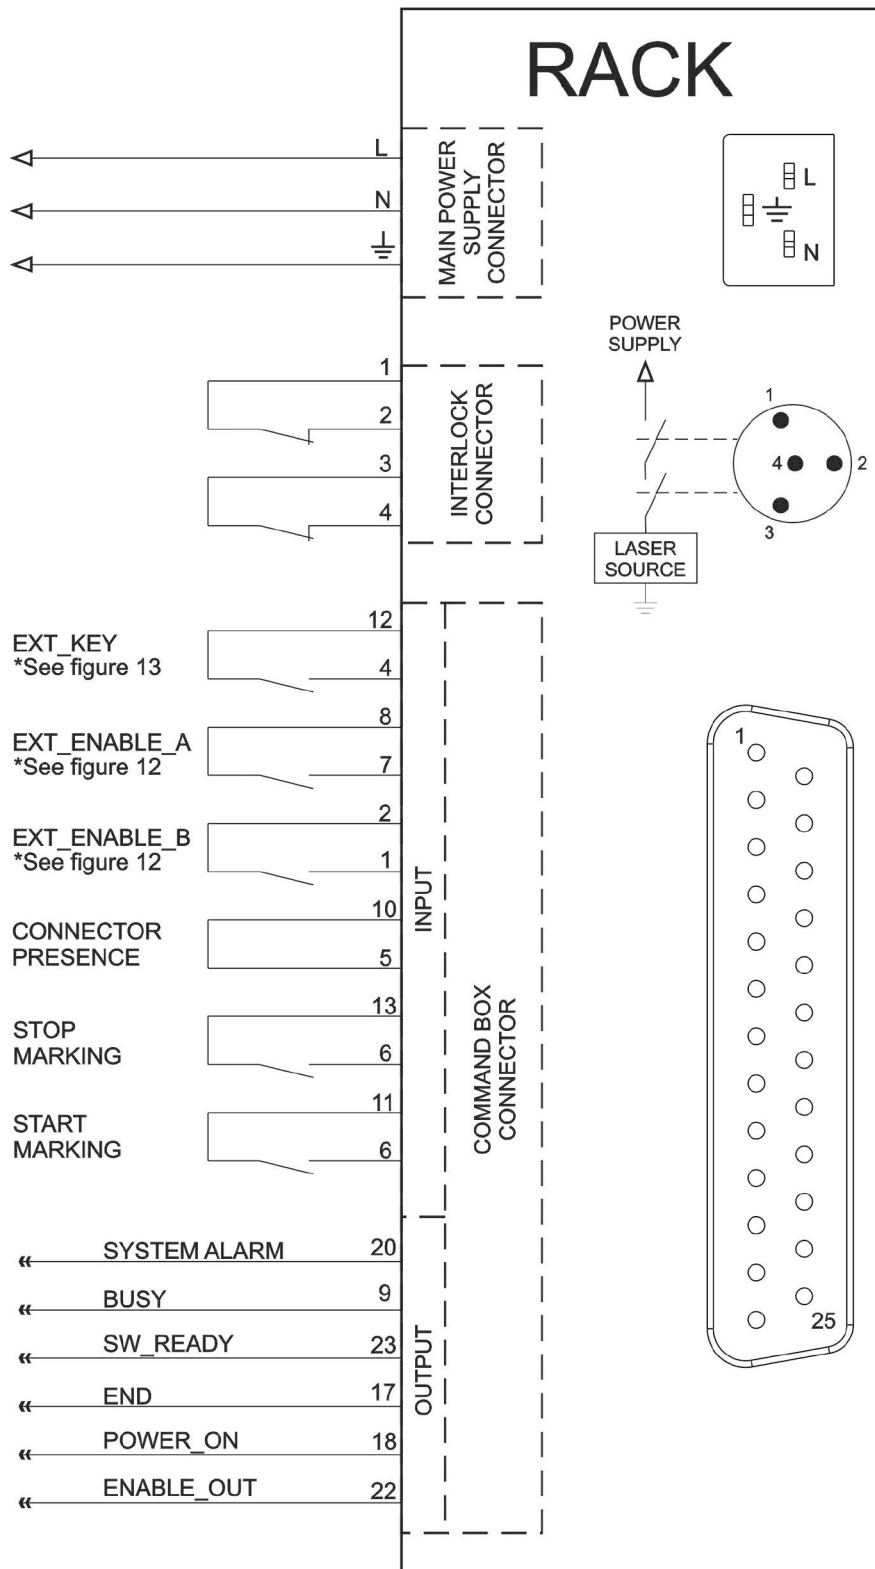 RACK
L
N
MAIN POWER
SUPPLY
CONNECTOR
L
N
POWER
SUPPLY
1
2
3
4
INTERLOCK
CONNECTOR
1
4
2
3
LASER
SOURCE
EXT_KEY
*See figure 13
12
4
EXT_ENABLE_A
*See figure 12
8
7
EXT_ENABLE_B
*See figure 12
2
1
CONNECTOR
PRESENCE
10
5
STOP
MARKING
13
6
START
MARKING
11
6
INPUT
COMMAND BOX
CONNECTOR
1
25
SYSTEM ALARM 20
BUSY 9
SW_READY 23
END 17
POWER_ON 18
ENABLE_OUT 22
OUTPUT